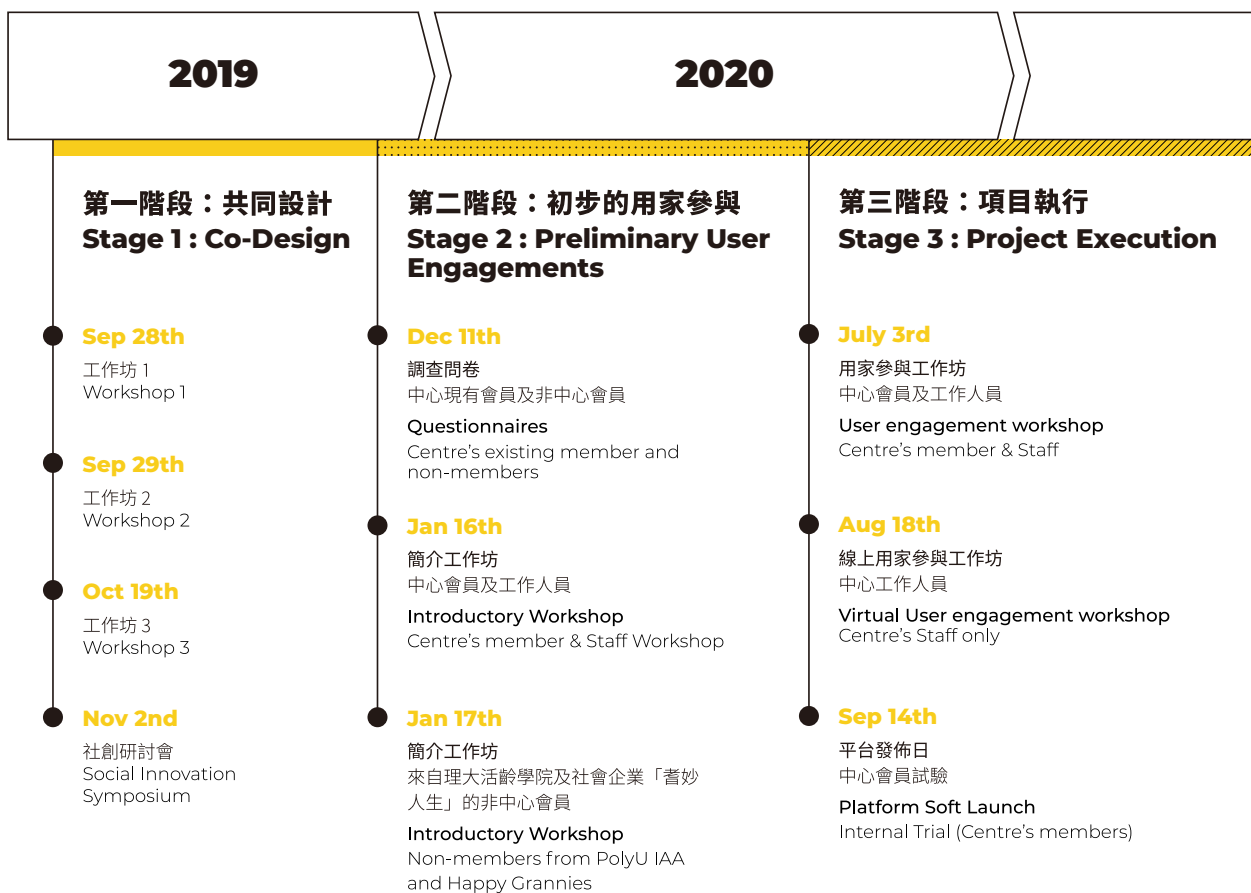 2019
2020
第一階段：共同設計
Stage 1 : Co-Design
Sep 28th
工作坊 1
Workshop 1
Sep 29th
工作坊 2
Workshop 2
Oct 19th
工作坊 3
Workshop 3
Nov 2nd
社創研討會
Social Innovation
Symposium
第二階段：初步的用家參與
Stage 2 : Preliminary User
Engagements
Dec 11th
調查問卷
中心現有會員及非中心會員
Questionnaires
Centre’s existing member and
non-members
Jan 16th
簡介工作坊
中心會員及工作人員
Introductory Workshop
Centre’s member & Staff Workshop
Jan 17th
簡介工作坊
來自理大活齡學院及社會企業「耆妙
人生」的非中心會員
Introductory Workshop
Non-members from PolyU IAA
and Happy Grannies
第三階段：項目執行
Stage 3 : Project Execution
July 3rd
用家參與工作坊
中心會員及工作人員
User engagement workshop
Centre’s member & Staff
Aug 18th
線上用家參與工作坊
中心工作人員
Virtual User engagement workshop
Centre’s Staff only
Sep 14th
平台發佈日
中心會員試驗
Platform Soft Launch
Internal Trial (Centre’s members)